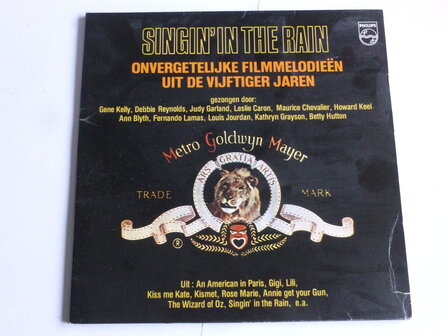 PHILIPS
SINGIN' IN THE RAIN
ONVERGETELIJKE FILMMELODIEËN
UIT DE VIJFTIGER JAREN
gezongen door:
Gene Kelly, Debbie Reynolds, Judy Garland, Leslie Caron, Maurice Chevalier, Howard Keel
Ann Blyth, Fernando Lamas, Louis Jourdan, Kathryn Grayson, Betty Hutton
Metro Goldwyn Mayer
ARS GRATIA ARTIS
TRADE MARK
®
Uit : An American in Paris, Gigi, Lili,
Kiss me Kate, Kismet, Rose Marie, Annie get your Gun,
The Wizard of Oz, Singin' in the Rain, e.a.